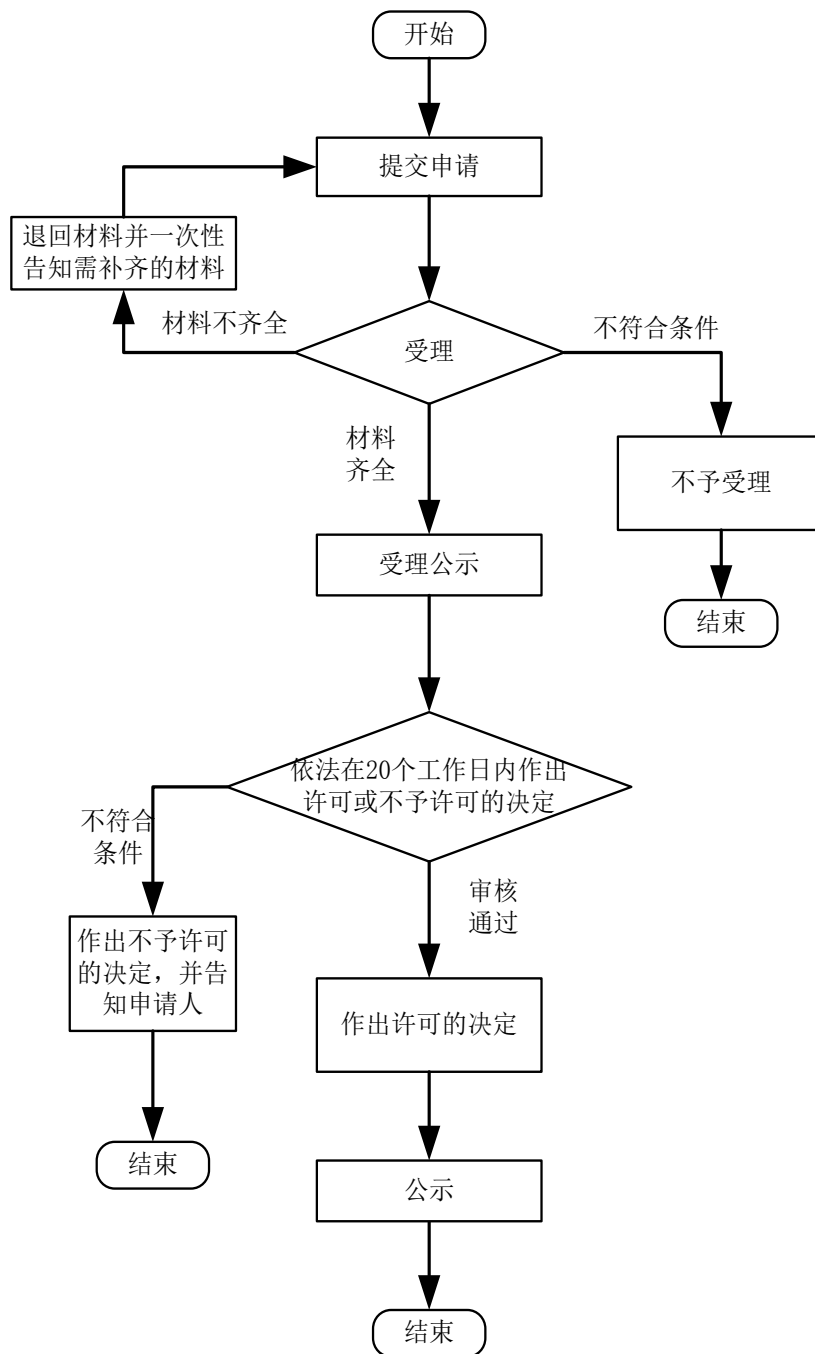 开始
提交申请
退回材料并一次性
告知需补齐的材料
材料不齐全
受理
不符合条件
材料
齐全
不予受理
受理公示
结束
依法在20个工作日内作出
许可或不予许可的决定
不符合
条件
审核
通过
作出不予许可
的决定，并告
知申请人
作出许可的决定
结束
公示
结束